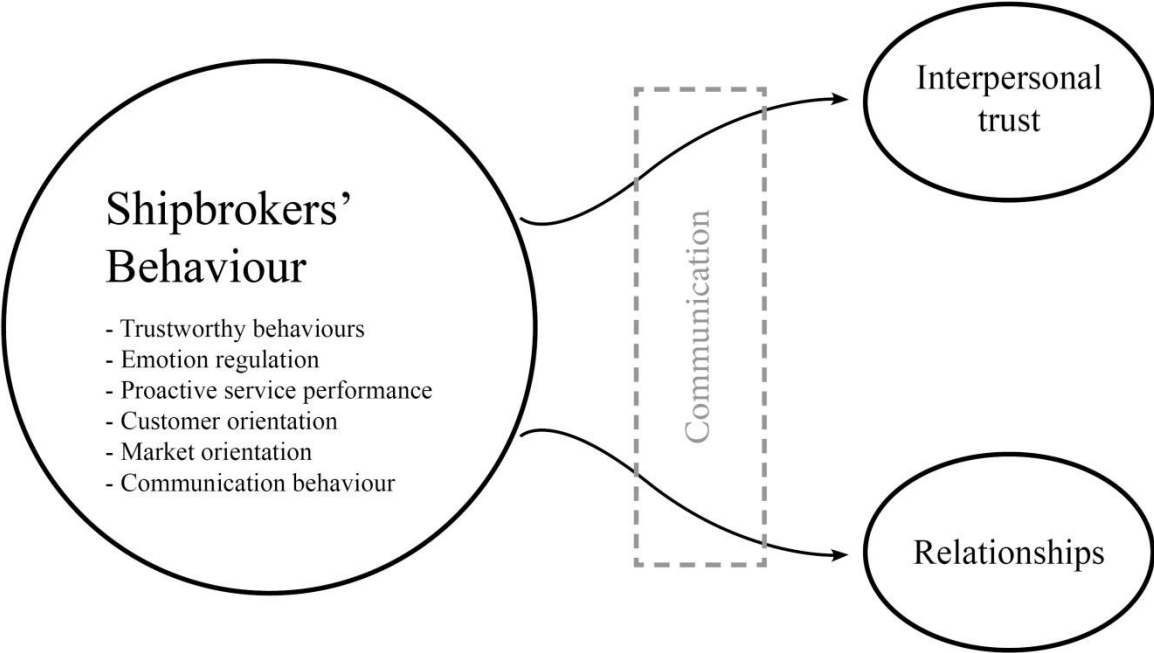 Shipbrokers’
Behaviour
- Trustworthy behaviours
- Emotion regulation
- Proactive service performance
- Customer orientation
- Market orientation
- Communication behaviour
Communication
Interpersonal
trust
Relationships